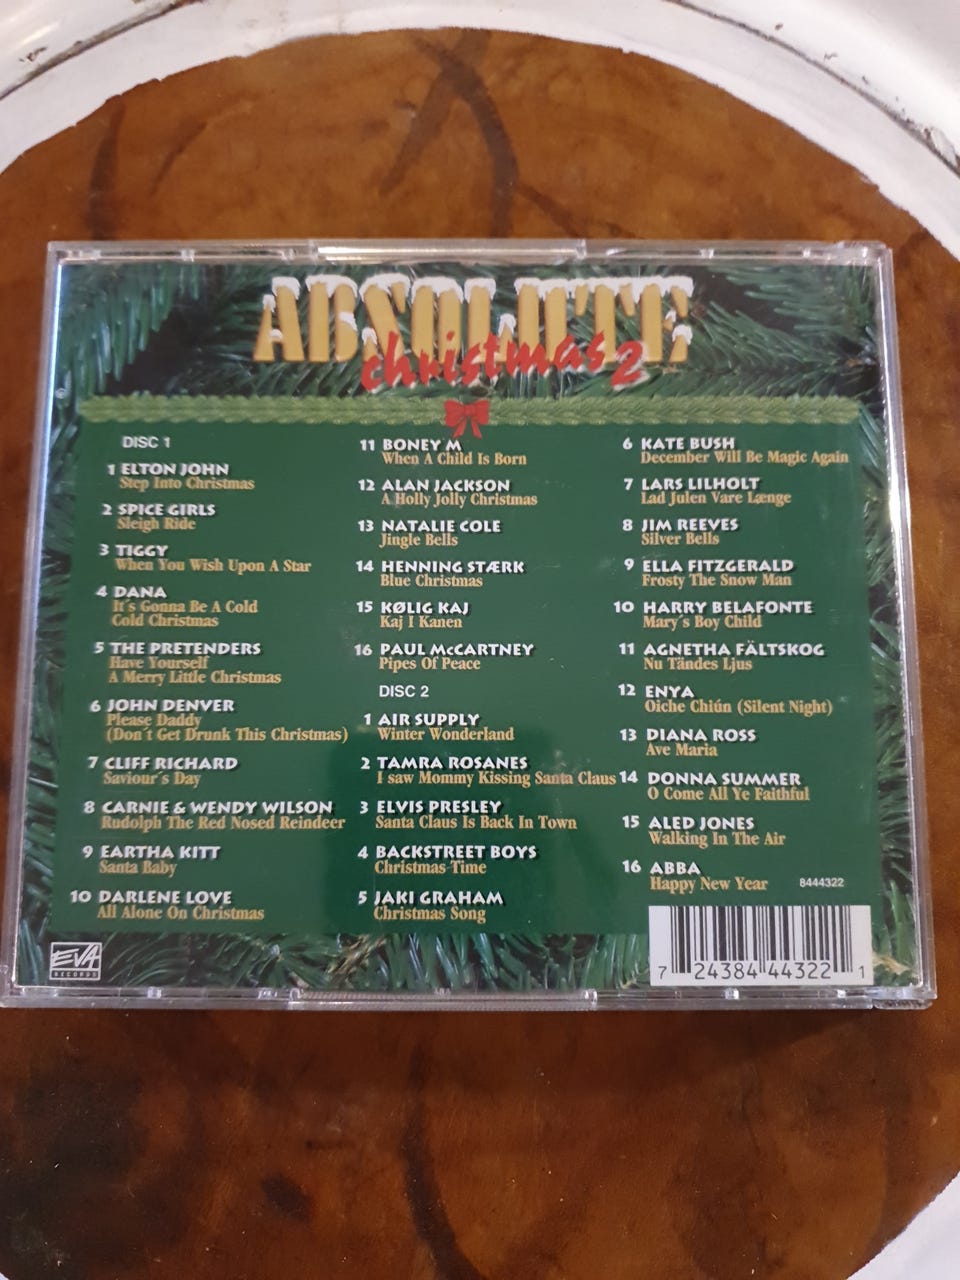 ABSOLUTE
christmas 2
DISC 1
1 ELTON JOHN
Step Into Christmas
2 SPICE GIRLS
Sleigh Ride
3 TIGGY
When You Wish Upon A Star
4 DANA
It´s Gonna Be A Cold
Cold Christmas
5 THE PRETENDERS
Have Yourself
A Merry Little Christmas
6 JOHN DENVER
Please Daddy
(Don´t Get Drunk This Christmas)
7 CLIFF RICHARD
Saviour´s Day
8 CARNIE & WENDY WILSON
Rudolph The Red Nosed Reindeer
9 EARTHA KITT
Santa Baby
10 DARLENE LOVE
All Alone On Christmas
11 BONEY M
When A Child Is Born
12 ALAN JACKSON
A Holly Jolly Christmas
13 NATALIE COLE
Jingle Bells
14 HENNING STÆRK
Blue Christmas
15 KØLIG KAJ
Kaj I Kanen
16 PAUL McCARTNEY
Pipes Of Peace
DISC 2
1 AIR SUPPLY
Winter Wonderland
2 TAMRA ROSANES
I saw Mommy Kissing Santa Claus
3 ELVIS PRESLEY
Santa Claus Is Back In Town
4 BACKSTREET BOYS
Christmas Time
5 JAKI GRAHAM
Christmas Song
6 KATE BUSH
December Will Be Magic Again
7 LARS LILHOLT
Lad Julen Vare Længe
8 JIM REEVES
Silver Bells
9 ELLA FITZGERALD
Frosty The Snow Man
10 HARRY BELAFONTE
Mary´s Boy Child
11 AGNETHA FÄLTSKOG
Nu Tändes Ljus
12 ENYA
Oiche Chiún (Silent Night)
13 DIANA ROSS
Ave Maria
14 DONNA SUMMER
O Come All Ye Faithful
15 ALED JONES
Walking In The Air
16 ABBA
Happy New Year
8444322
EVA
RECORDS
7 24384 44322 1